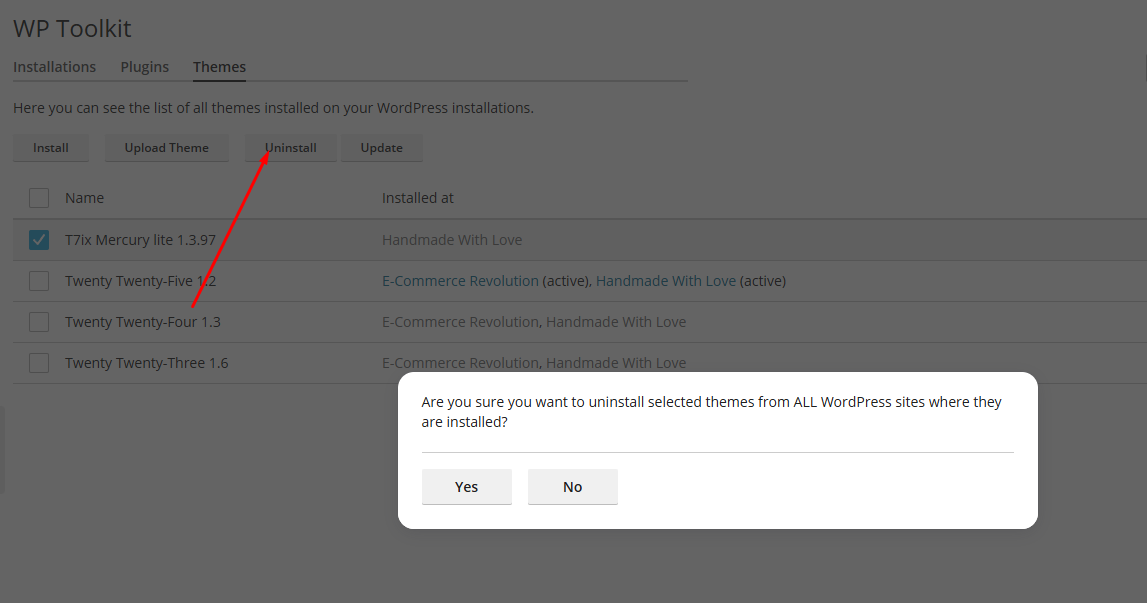 WP Toolkit
Installations Plugins Themes
Here you can see the list of all themes installed on your WordPress installations.
Install Upload Theme Uninstall Update
Name Installed at
T7ix Mercury lite 1.3.97 Handmade With Love
Twenty Twenty-Five 1.2 E-Commerce Revolution (active), Handmade With Love (active)
Twenty Twenty-Four 1.3 E-Commerce Revolution, Handmade With Love
Twenty Twenty-Three 1.6 E-Commerce Revolution, Handmade With Love
Are you sure you want to uninstall selected themes from ALL WordPress sites where they
are installed?
Yes No